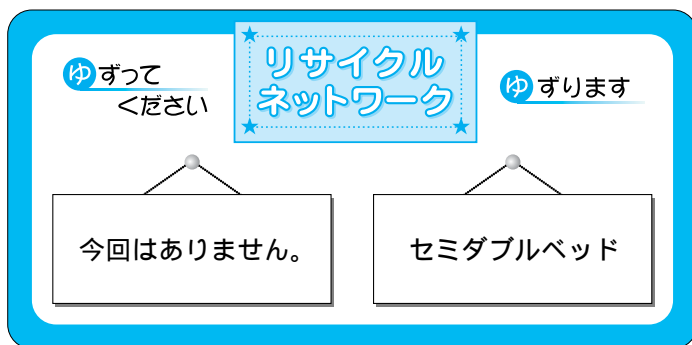 リサイクル
ネットワーク
ゆずって
ください
今回はありません。
ゆずります
セミダブルベッド